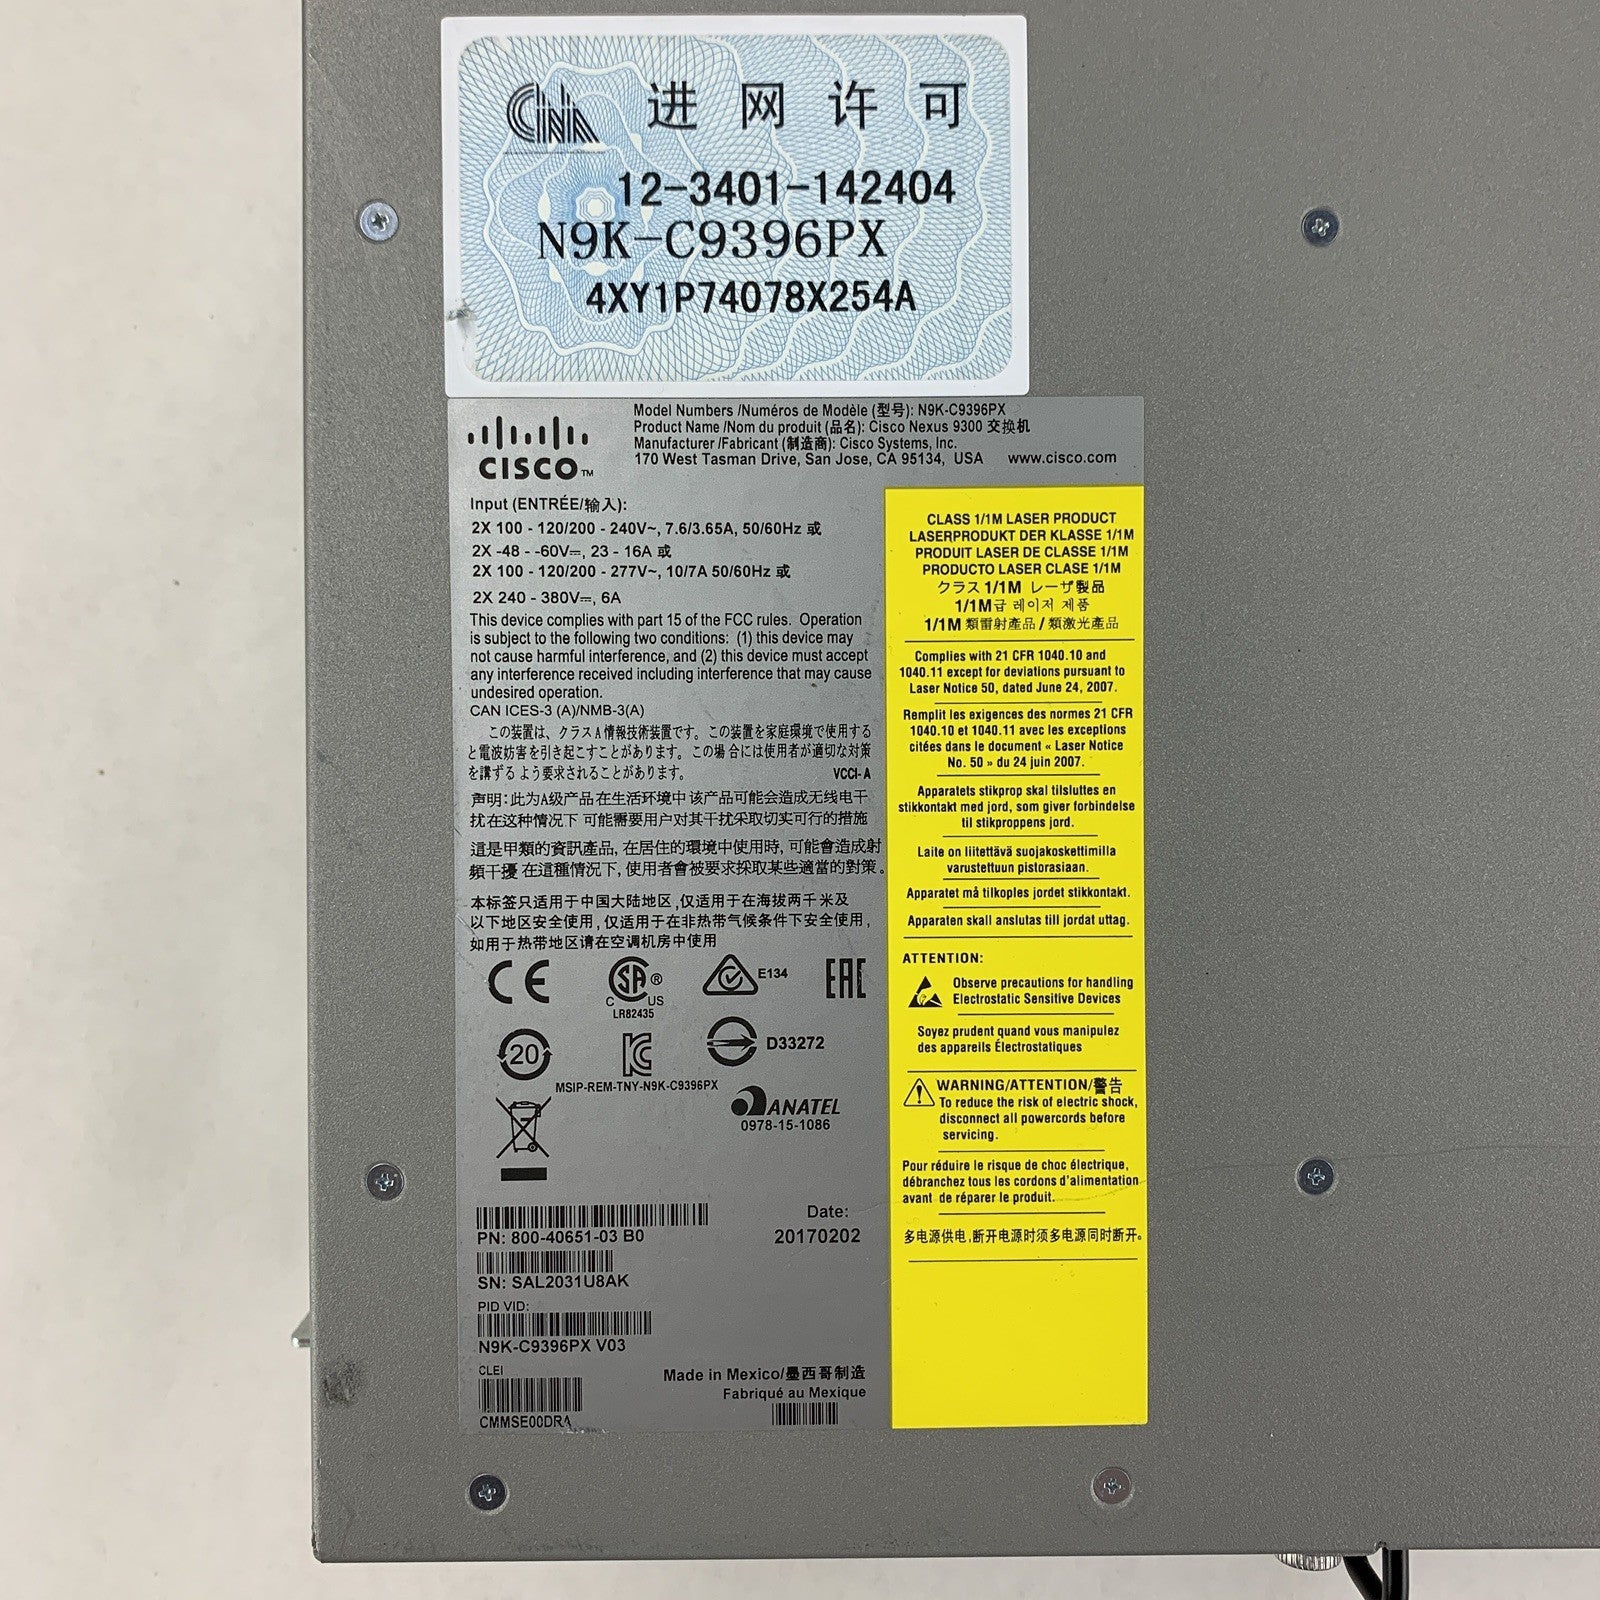 CNA 进网许可
12-3401-142404
N9K-C9396PX
4XY1P74078X254A
CISCO™
Model Numbers /Numéros de Modèle (型号): N9K-C9396PX
Product Name /Nom du produit (品名): Cisco Nexus 9300 交换机
Manufacturer /Fabricant (制造商): Cisco Systems, Inc.
170 West Tasman Drive, San Jose, CA 95134, USA www.cisco.com
Input (ENTRÉE/输入):
2X 100 - 120/200 - 240V~, 7.6/3.65A, 50/60Hz 或
2X -48 - -60V⎓, 23 - 16A 或
2X 100 - 120/200 - 277V~, 10/7A 50/60Hz 或
2X 240 - 380V⎓, 6A
This device complies with part 15 of the FCC rules. Operation
is subject to the following two conditions: (1) this device may
not cause harmful interference, and (2) this device must accept
any interference received including interference that may cause
undesired operation.
CAN ICES-3 (A)/NMB-3(A)
この装置は、クラスA情報技術装置です。この装置を家庭環境で使用する
と電波妨害を引き起こすことがあります。この場合には使用者が適切な対策
を講ずるよう要求されることがあります。 VCCI-A
声明:此为A级产品在生活环境中该产品可能会造成无线电干
扰在这种情况下 可能需要用户对其干扰采取切实可行的措施
這是甲類的資訊產品, 在居住的環境中使用時, 可能會造成射
頻干擾 在這種情況下, 使用者會被要求採取某些適當的對策。
本标签只适用于中国大陆地区,仅适用于在海拔两千米及
以下地区安全使用,仅适用于在非热带气候条件下安全使用,
如用于热带地区请在空调机房中使用
CE
SA ®
C US
LR82435
E134
EAC
20
KC
MSIP-REM-TNY-N9K-C9396PX
D33272
ANATEL
0978-15-1086
PN: 800-40651-03 B0
Date:
20170202
SN: SAL2031U8AK
PID VID:
N9K-C9396PX V03
CLEI
CMMSE00DRA
Made in Mexico/墨西哥制造
Fabriqué au Mexique
CLASS 1/1M LASER PRODUCT
LASERPRODUKT DER KLASSE 1/1M
PRODUIT LASER DE CLASSE 1/1M
PRODUCTO LASER CLASE 1/1M
クラス 1/1M レーザ製品
1/1M급 레이저 제품
1/1M 類雷射產品 / 類激光產品
Complies with 21 CFR 1040.10 and
1040.11 except for deviations pursuant to
Laser Notice 50, dated June 24, 2007.
Remplit les exigences des normes 21 CFR
1040.10 et 1040.11 avec les exceptions
citées dans le document « Laser Notice
No. 50 » du 24 juin 2007.
Apparatets stikprop skal tilsluttes en
stikkontakt med jord, som giver forbindelse
til stikproppens jord.
Laite on liitettävä suojakoskettimilla
varustettuun pistorasiaan.
Apparatet må tilkoples jordet stikkontakt.
Apparaten skall anslutas till jordat uttag.
ATTENTION:
Observe precautions for handling
Electrostatic Sensitive Devices
Soyez prudent quand vous manipulez
des appareils Électrostatiques
WARNING/ATTENTION/警告
To reduce the risk of electric shock,
disconnect all powercords before
servicing.
Pour réduire le risque de choc électrique,
débranchez tous les cordons d'alimentation
avant de réparer le produit.
多电源供电,断开电源时须多电源同时断开。